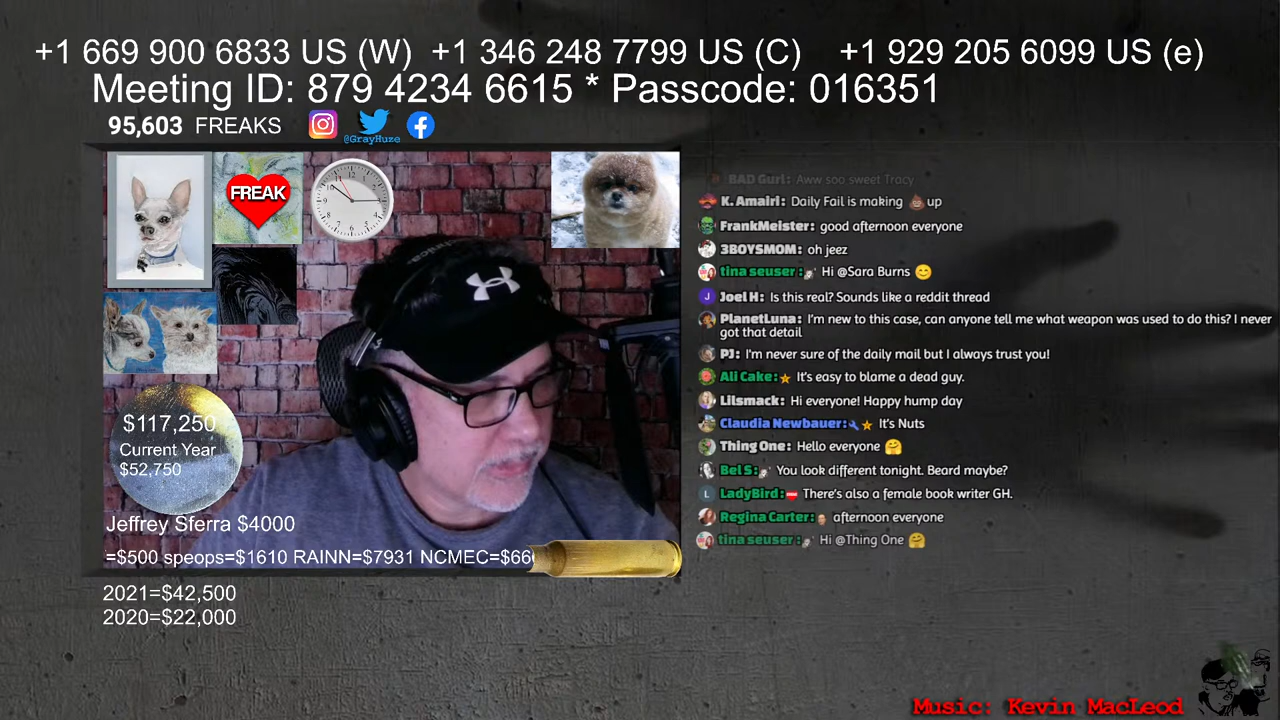 +1 669 900 6833 US (W) +1 346 248 7799 US (C) +1 929 205 6099 US (e)
Meeting ID: 879 4234 6615 * Passcode: 016351
95,603 FREAKS
@GrayHuze
FREAK
$117,250
Current Year
$52,750
Jeffrey Sferra $4000
=$500 speops=$1610 RAINN=$7931 NCMEC=$66
2021=$42,500
2020=$22,000
BAD Gurl: Aww soo sweet Tracy
K. Amairi: Daily Fail is making 💩 up
FrankMeister: good afternoon everyone
3BOYSMOM: oh jeez
tina seuser: Hi @Sara Burns 😊
J Joel H: Is this real? Sounds like a reddit thread
PlanetLuna: I'm new to this case, can anyone tell me what weapon was used to do this? I never
got that detail
PJ: I'm never sure of the daily mail but I always trust you!
Ali Cake: It's easy to blame a dead guy.
Lilsmack: Hi everyone! Happy hump day
Claudia Newbauer: It's Nuts
Thing One: Hello everyone 🤗
Bel S: You look different tonight. Beard maybe?
L LadyBird: There's also a female book writer GH.
Regina Carter: afternoon everyone
tina seuser: Hi @Thing One 🤗
Music: Kevin MacLeod